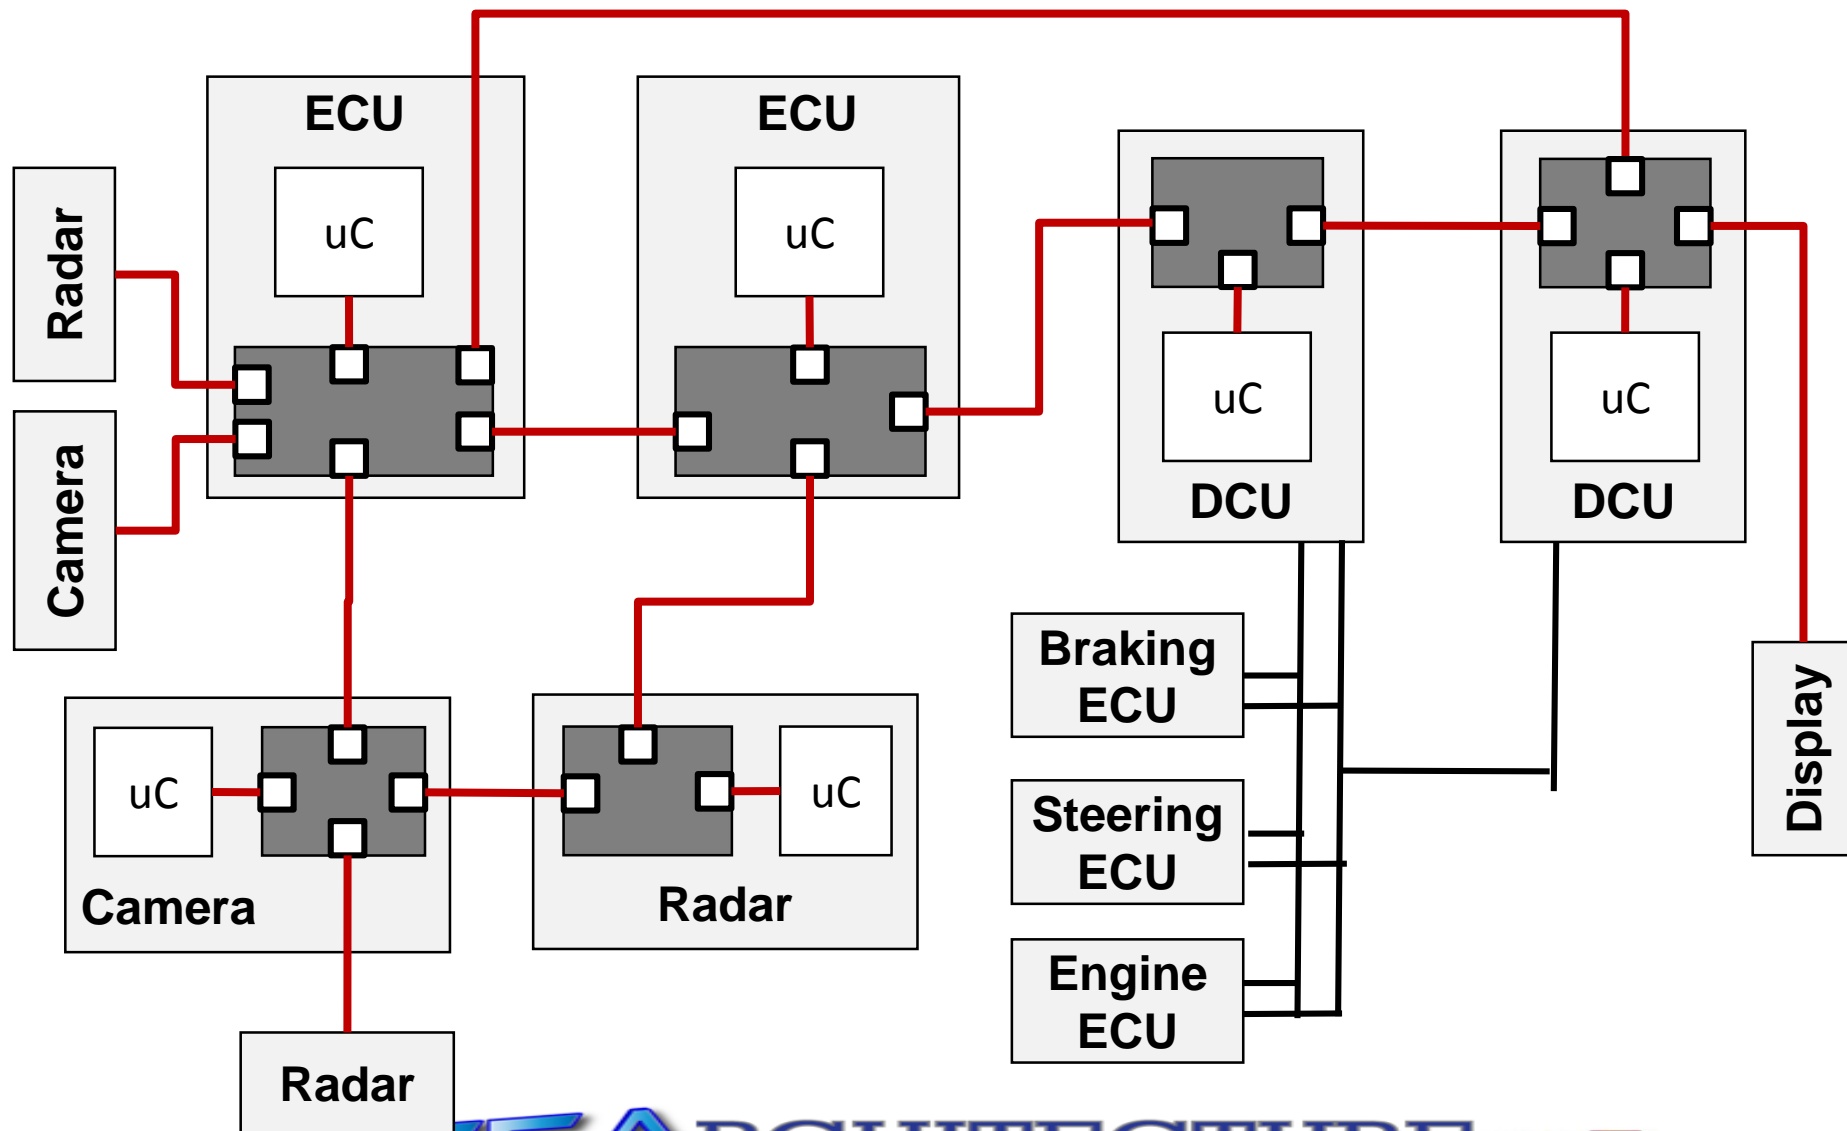 ECU
ECU
uC
uC
Radar
Camera
uC
uC
DCU
DCU
Braking
ECU
Steering
ECU
Engine
ECU
Display
uC
uC
Camera
Radar
Radar